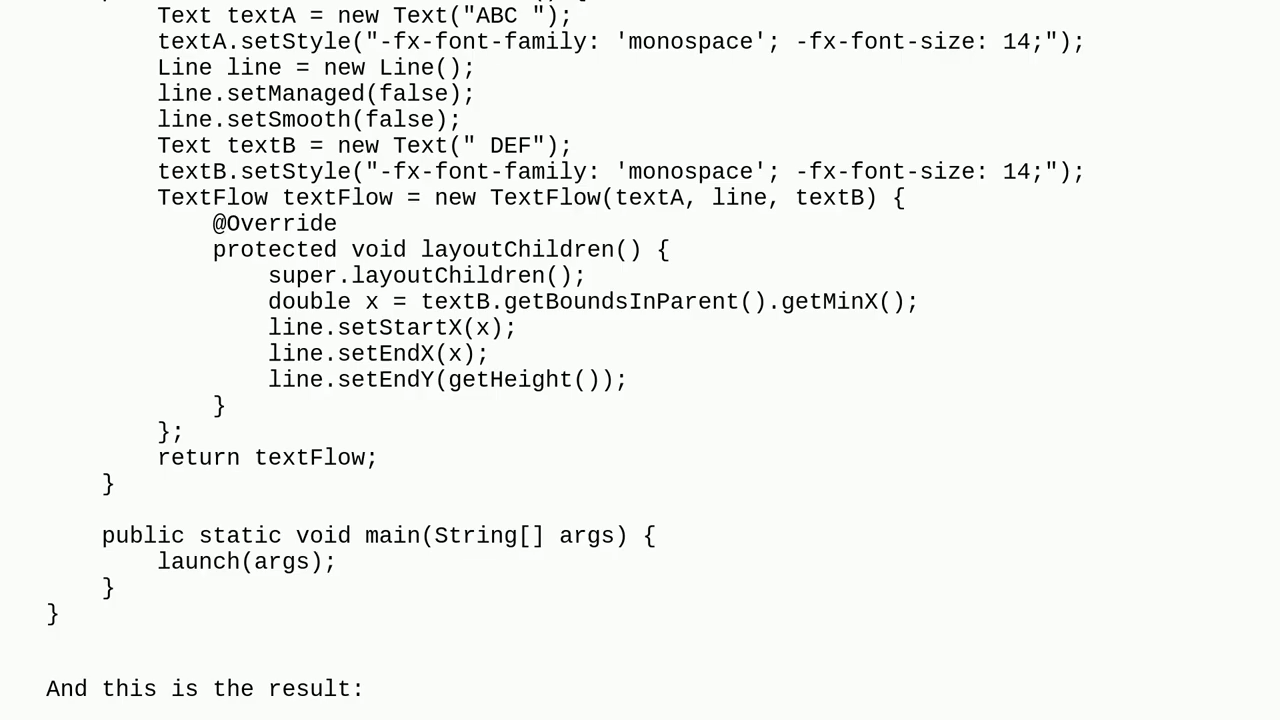 Text textA = new Text("ABC ");
textA.setStyle("-fx-font-family: 'monospace'; -fx-font-size: 14;");
Line line = new Line();
line.setManaged(false);
line.setSmooth(false);
Text textB = new Text(" DEF");
textB.setStyle("-fx-font-family: 'monospace'; -fx-font-size: 14;");
TextFlow textFlow = new TextFlow(textA, line, textB) {
@Override
protected void layoutChildren() {
super.layoutChildren();
double x = textB.getBoundsInParent().getMinX();
line.setStartX(x);
line.setEndX(x);
line.setEndY(getHeight());
}
};
return textFlow;
}
public static void main(String[] args) {
launch(args);
}
}
And this is the result: